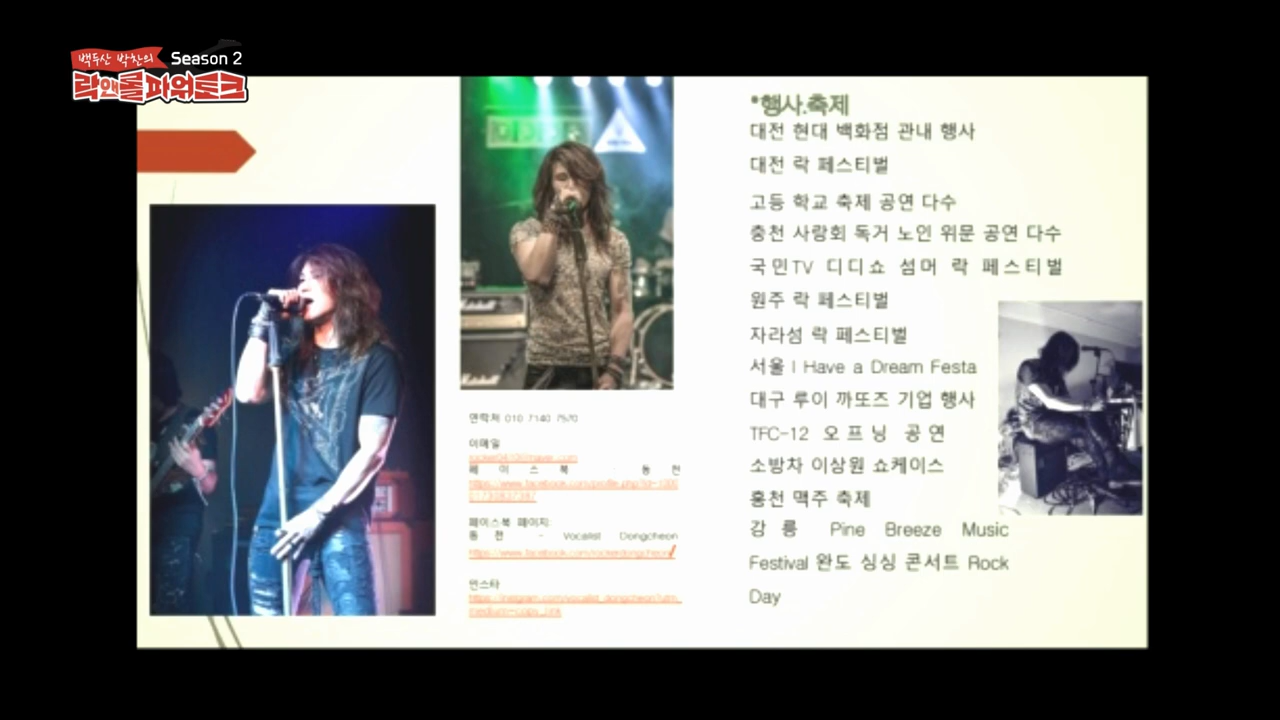 백두산 박찬의 Season 2
락앤롤파워토크
*행사.축제
대전 현대 백화점 관내 행사
대전 락 페스티벌
고등 학교 축제 공연 다수
충천 사랑회 독거 노인 위문 공연 다수
국민TV 디디쇼 섬머 락 페스티벌
원주 락 페스티벌
자라섬 락 페스티벌
서울 I Have a Dream Festa
대구 루이 까또즈 기업 행사
TFC-12 오프닝 공연
소방차 이상원 쇼케이스
홍천 맥주 축제
강릉 Pine Breeze Music
Festival 완도 싱싱 콘서트 Rock
Day
연락처 010 7140 7570
이메일
페이스북 - 동천
페이스북 페이지:
동천 - Vocalist Dongcheon
인스타